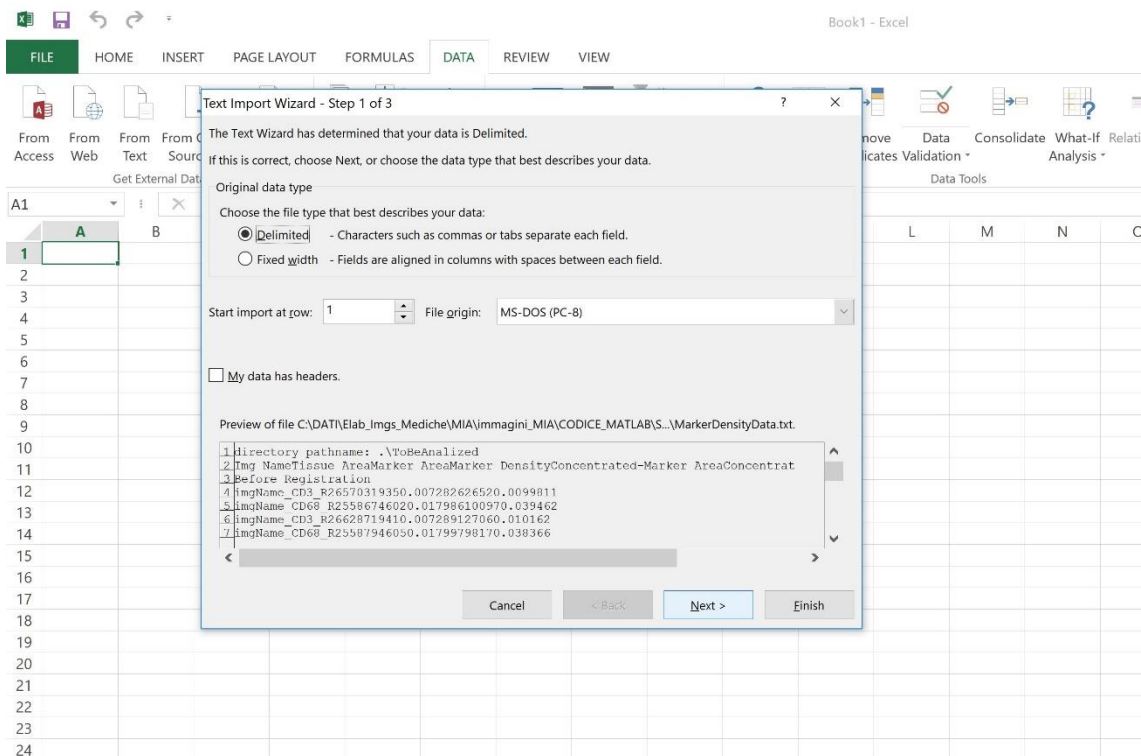 Book1 - Excel
FILE HOME INSERT PAGE LAYOUT FORMULAS DATA REVIEW VIEW
From Access
From Web
From Text
From
Sourc
Get External Dat
move
licates
Data Validation
Consolidate
What-If Analysis
Relati
Data Tools
A1
A B L M N
Text Import Wizard - Step 1 of 3 ? ×
The Text Wizard has determined that your data is Delimited.
If this is correct, choose Next, or choose the data type that best describes your data.
Original data type
Choose the file type that best describes your data:
Delimited - Characters such as commas or tabs separate each field.
Fixed width - Fields are aligned in columns with spaces between each field.
Start import at row: 1 File origin: MS-DOS (PC-8)
My data has headers.
Preview of file C:\DATI\Elab_Imgs_Mediche\MIA\immagini_MIA\CODICE_MATLAB\S...\MarkerDensityData.txt.
1 directory pathname: .\ToBeAnalized
2 Img NameTissue AreaMarker AreaMarker DensityConcentrated-Marker AreaConcentrat
3 Before Registration
4 imgName_CD3_R26570319350.007282626520.0099811
5 imgName_CD68_R25586746020.017986100970.039462
6 imgName_CD3_R26628719410.007289127060.010162
7 imgName_CD68_R25587946050.01799798170.038366
Cancel < Back Next > Finish
1
2
3
4
5
6
7
8
9
10
11
12
13
14
15
16
17
18
19
20
21
22
23
24